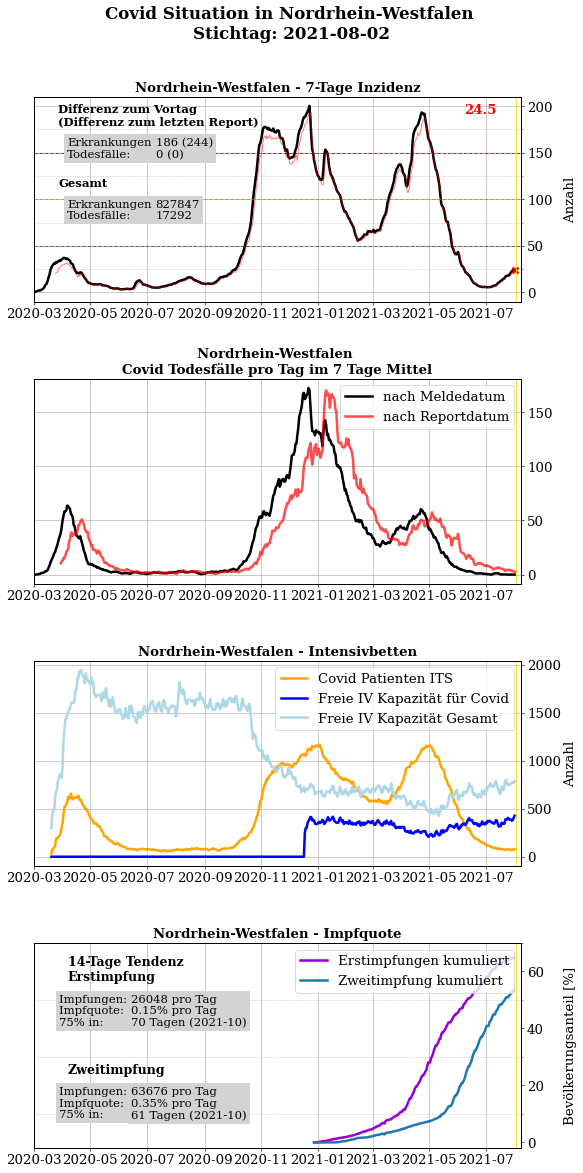 Covid Situation in Nordrhein-Westfalen
Stichtag: 2021-08-02
Nordrhein-Westfalen - 7-Tage Inzidenz
Differenz zum Vortag
(Differenz zum letzten Report)
Erkrankungen 186 (244)
Todesfälle: 0 (0)
Gesamt
Erkrankungen 827847
Todesfälle: 17292
24.5
200
150
100
50
0
Anzahl
2020-03 2020-05 2020-07 2020-09 2020-11 2021-01 2021-03 2021-05 2021-07
Nordrhein-Westfalen
Covid Todesfälle pro Tag im 7 Tage Mittel
nach Meldedatum
nach Reportdatum
150
100
50
0
2020-03 2020-05 2020-07 2020-09 2020-11 2021-01 2021-03 2021-05 2021-07
Nordrhein-Westfalen - Intensivbetten
Covid Patienten ITS
Freie IV Kapazität für Covid
Freie IV Kapazität Gesamt
2000
1500
1000
500
0
Anzahl
2020-03 2020-05 2020-07 2020-09 2020-11 2021-01 2021-03 2021-05 2021-07
Nordrhein-Westfalen - Impfquote
14-Tage Tendenz
Erstimpfung
Impfungen: 26048 pro Tag
Impfquote: 0.15% pro Tag
75% in: 70 Tagen (2021-10)
Zweitimpfung
Impfungen: 63676 pro Tag
Impfquote: 0.35% pro Tag
75% in: 61 Tagen (2021-10)
Erstimpfungen kumuliert
Zweitimpfung kumuliert
60
40
20
0
Bevölkerungsanteil [%]
2020-03 2020-05 2020-07 2020-09 2020-11 2021-01 2021-03 2021-05 2021-07